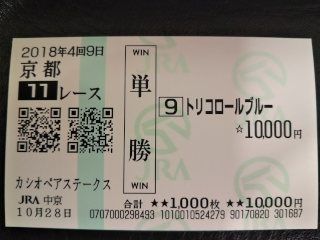 2018年4回9日
京都
11レース
WIN
単勝
WIN
9 トリコロールブルー
☆10,000円
カシオペアステークス
JRA 中京
10月28日
合計 ★★1,000枚 ★★10,000円
0707000298493 1010010524279 90170820 301687